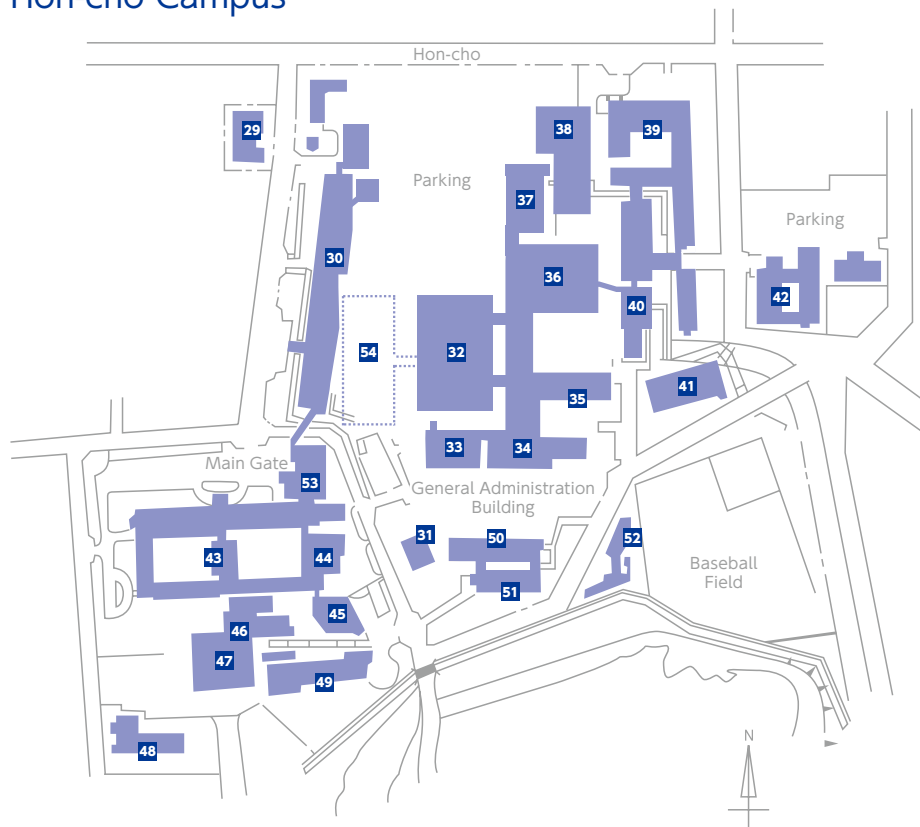 Hon-cho Campus
Hon-cho
29
38
39
Parking
37
Parking
30
36
42
40
54
32
41
35
33
34
Main Gate
53
General Administration
Building
31
50
52
43
44
Baseball
Field
51
45
46
47
49
48
N